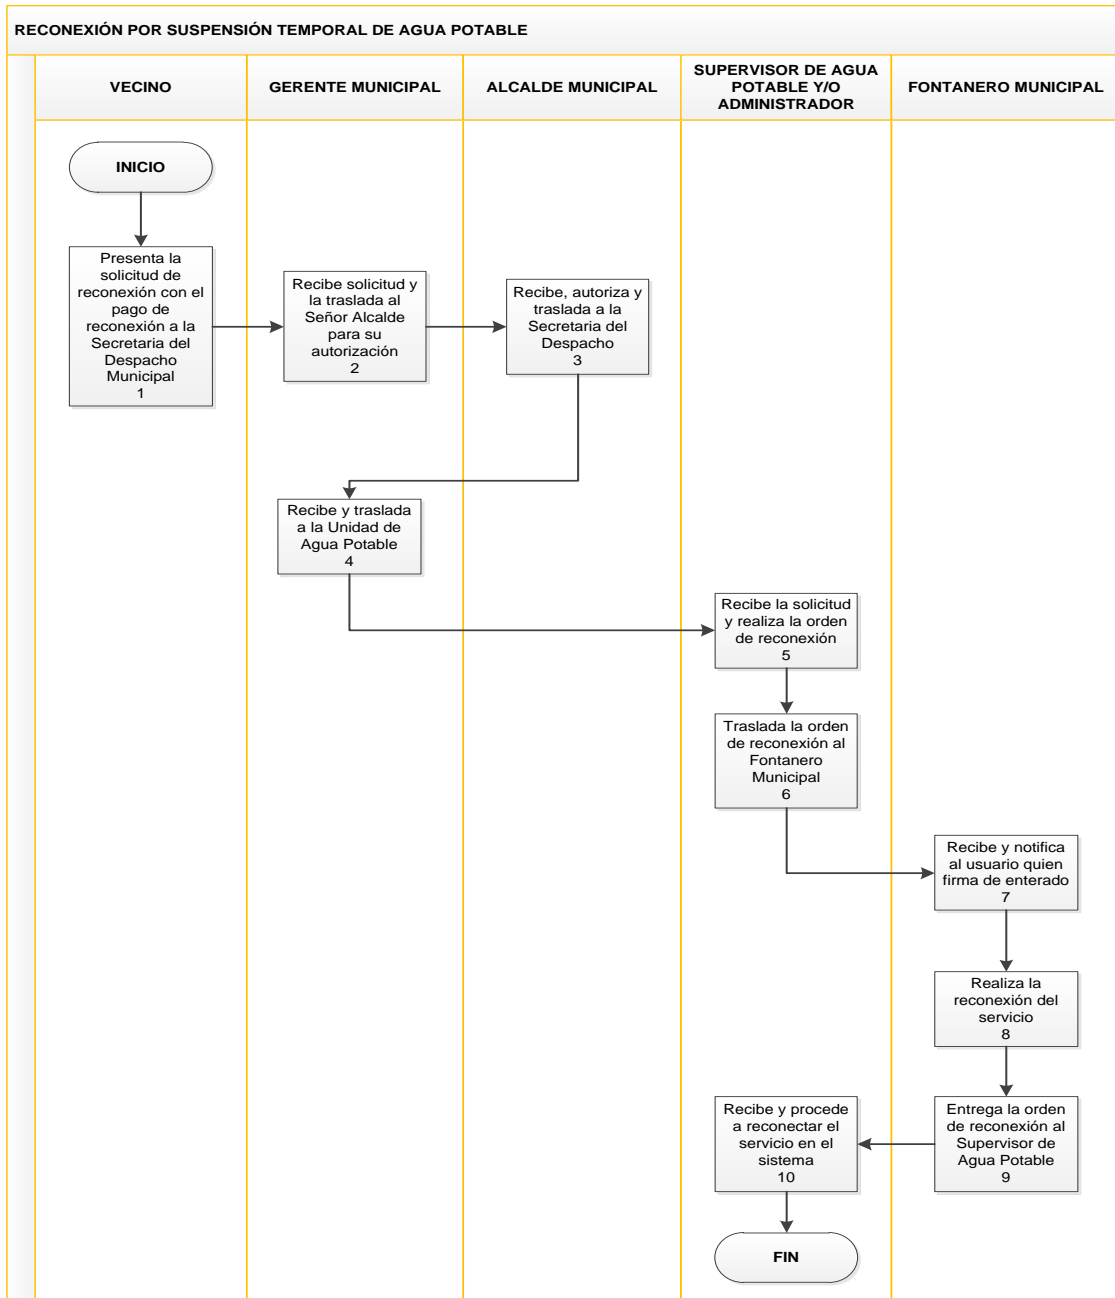 RECONEXIÓN POR SUSPENSIÓN TEMPORAL DE AGUA POTABLE
VECINO
GERENTE MUNICIPAL
ALCALDE MUNICIPAL
SUPERVISOR DE AGUA
POTABLE Y/O
ADMINISTRADOR
FONTANERO MUNICIPAL
INICIO
Presenta la
solicitud de
reconexión con el
pago de
reconexión a la
Secretaria del
Despacho
Municipal
1
Recibe solicitud y
la traslada al
Señor Alcalde
para su
autorización
2
Recibe, autoriza y
traslada a la
Secretaria del
Despacho
3
Recibe y traslada
a la Unidad de
Agua Potable
4
Recibe la solicitud
y realiza la orden
de reconexión
5
Traslada la orden
de reconexión al
Fontanero
Municipal
6
Recibe y notifica
al usuario quien
firma de enterado
7
Realiza la
reconexión del
servicio
8
Entrega la orden
de reconexión al
Supervisor de
Agua Potable
9
Recibe y procede
a reconectar el
servicio en el
sistema
10
FIN